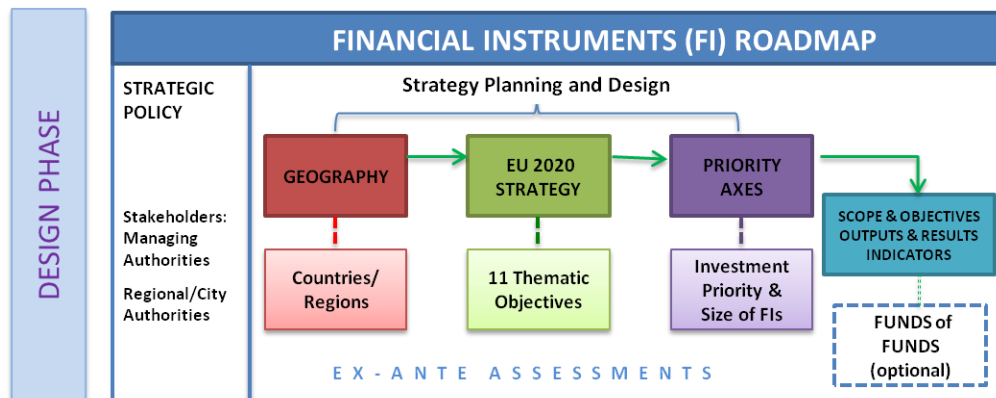 DESIGN PHASE
FINANCIAL INSTRUMENTS (FI) ROADMAP
STRATEGIC
POLICY
Stakeholders:
Managing
Authorities
Regional/City
Authorities
Strategy Planning and Design
GEOGRAPHY
EU 2020
STRATEGY
PRIORITY
AXES
SCOPE & OBJECTIVES
OUTPUTS & RESULTS
INDICATORS
Countries/
Regions
11 Thematic
Objectives
Investment
Priority &
Size of FIs
FUNDS of
FUNDS
(optional)
EX-ANTE ASSESSMENTS